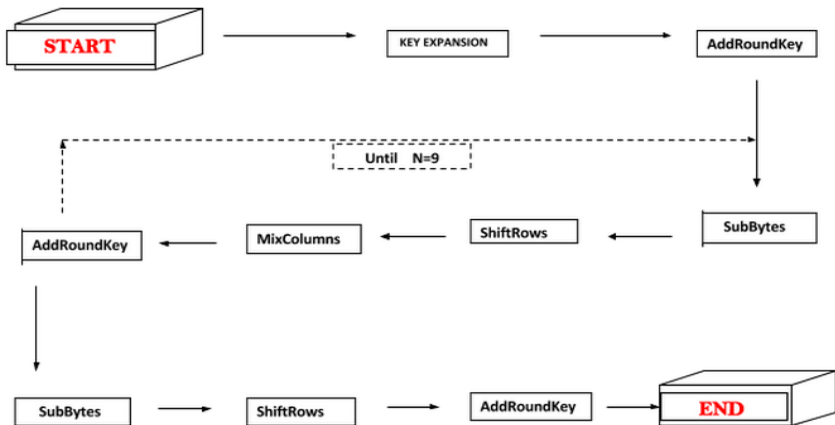 START
KEY EXPANSION
AddRoundKey
Until N=9
SubBytes
ShiftRows
MixColumns
AddRoundKey
SubBytes
ShiftRows
AddRoundKey
END